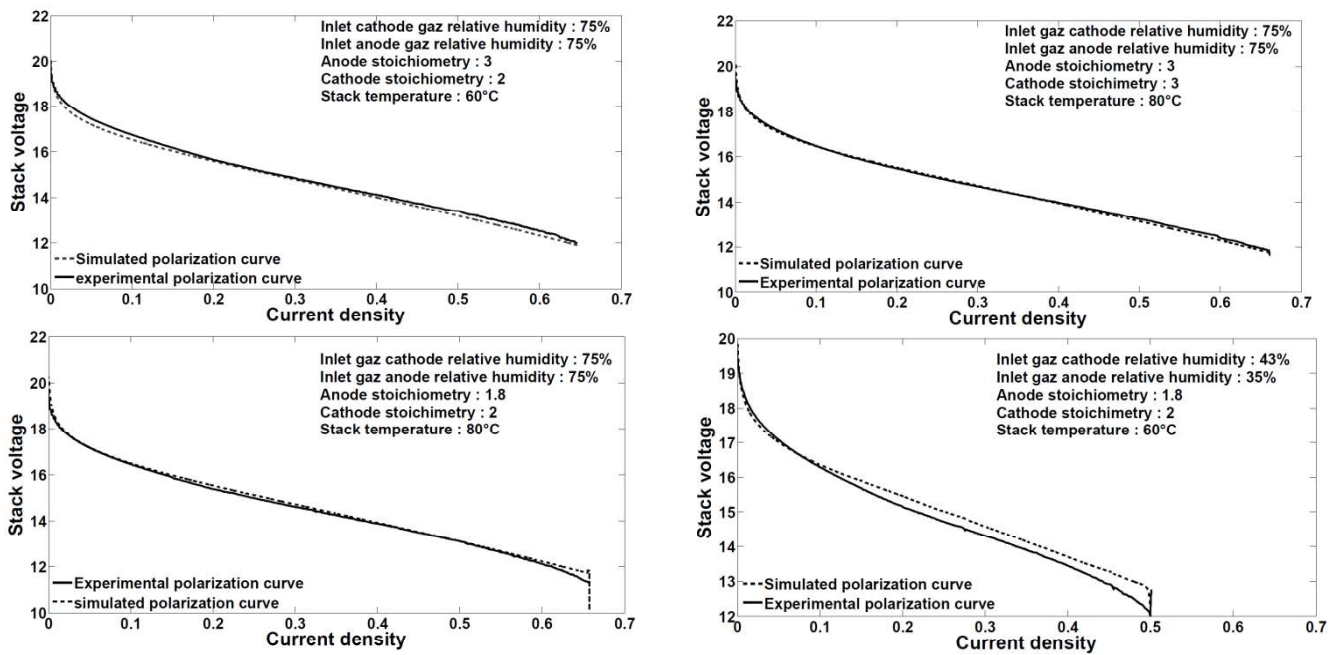 22
20
18
16
14
12
10
Stack voltage
Inlet cathode gaz relative humidity : 75%
Inlet anode gaz relative humidity : 75%
Anode stoichiometry : 3
Cathode stoichiometry : 2
Stack temperature : 60°C
Simulated polarization curve
experimental polarization curve
0 0.1 0.2 0.3 0.4 0.5 0.6 0.7
Current density
22
20
18
16
14
12
10
Stack voltage
Inlet gaz cathode relative humidity : 75%
Inlet gaz anode relative humidity : 75%
Anode stoichiometry : 3
Cathode stoichimetry : 3
Stack temperature : 80°C
Simulated polarization curve
Experimental polarization curve
0 0.1 0.2 0.3 0.4 0.5 0.6 0.7
Current density
22
20
18
16
14
12
10
Stack voltage
Inlet gaz cathode relative humidity : 75%
Inlet gaz anode relative humidity : 75%
Anode stoichiometry : 1.8
Cathode stoichimetry : 2
Stack temperature : 80°C
Experimental polarization curve
simulated polarization curve
0 0.1 0.2 0.3 0.4 0.5 0.6 0.7
Current density
20
19
18
17
16
15
14
13
12
Stack voltage
Inlet gaz cathode relative humidity : 43%
Inlet gaz anode relative humidity : 35%
Anode stoichiometry : 1.8
Cathode stoichimetry : 2
Stack temperature : 60°C
Simulated polarization curve
Experimental polarization curve
0 0.1 0.2 0.3 0.4 0.5 0.6 0.7
Current density